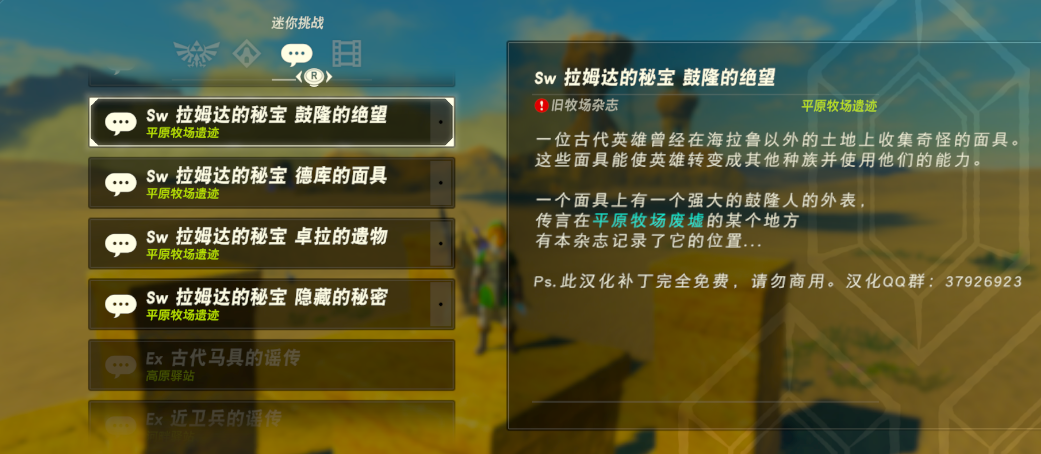 迷你挑战
R
Sw 拉姆达的秘宝 鼓隆的绝望
平原牧场遗迹
Sw 拉姆达的秘宝 德库的面具
平原牧场遗迹
Sw 拉姆达的秘宝 卓拉的遗物
平原牧场遗迹
Sw 拉姆达的秘宝 隐藏的秘密
平原牧场遗迹
Ex 古代马具的谣传
高原驿站
Ex 近卫兵的谣传
Sw 拉姆达的秘宝 鼓隆的绝望
旧牧场杂志 平原牧场遗迹
一位古代英雄曾经在海拉鲁以外的土地上收集奇怪的面具。
这些面具能使英雄转变成其他种族并使用他们的能力。
一个面具上有一个强大的鼓隆人的外表，
传言在平原牧场废墟的某个地方
有本杂志记录了它的位置...
Ps.此汉化补丁完全免费，请勿商用。汉化QQ群：37926923